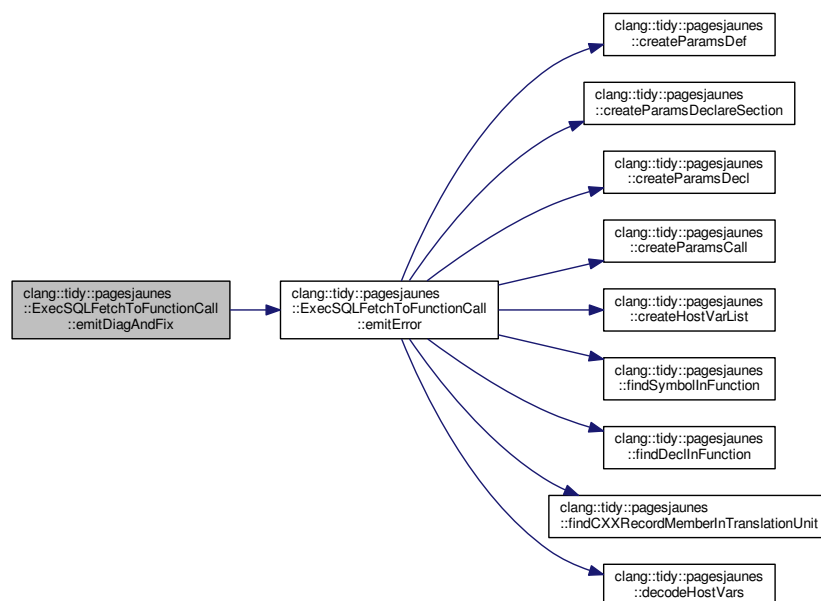 clang::tidy::pagesjaunes
::ExecSQLFetchToFunctionCall
::emitDiagAndFix
clang::tidy::pagesjaunes
::ExecSQLFetchToFunctionCall
::emitError
clang::tidy::pagesjaunes
::createParamsDef
clang::tidy::pagesjaunes
::createParamsDeclareSection
clang::tidy::pagesjaunes
::createParamsDecl
clang::tidy::pagesjaunes
::createParamsCall
clang::tidy::pagesjaunes
::createHostVarList
clang::tidy::pagesjaunes
::findSymbolInFunction
clang::tidy::pagesjaunes
::findDeclInFunction
clang::tidy::pagesjaunes
::findCXXRecordMemberInTranslationUnit
clang::tidy::pagesjaunes
::decodeHostVars